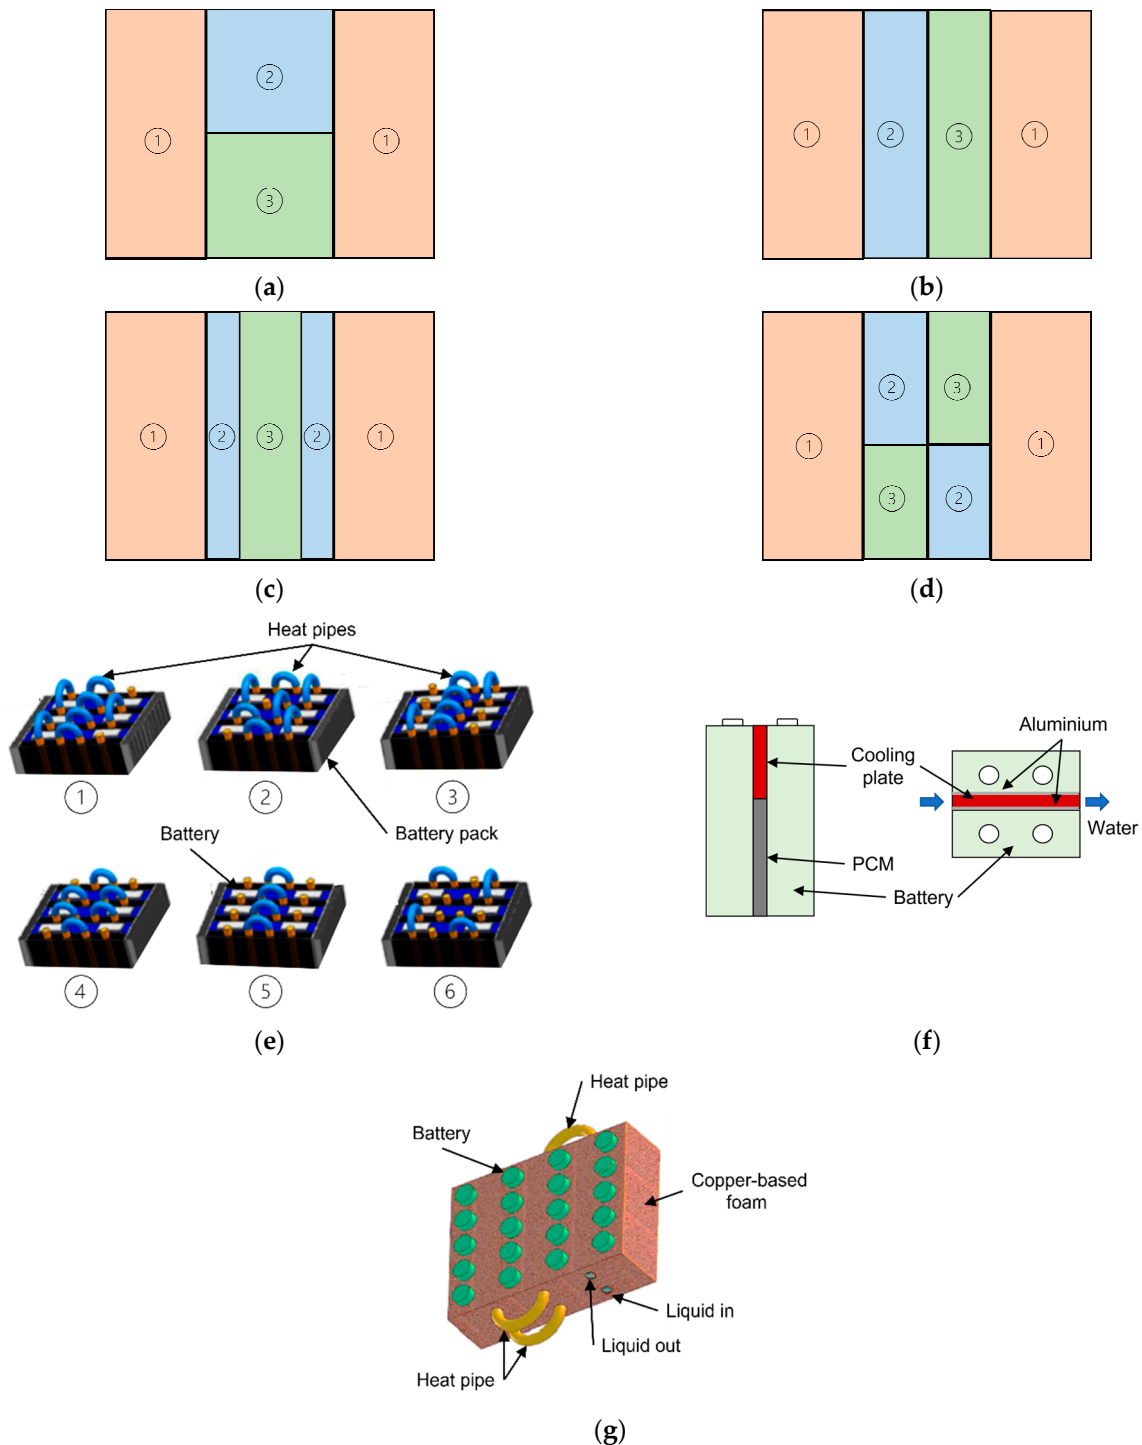 ② ②
① ① ① ② ③ ①
③
(a) (b)
② ③
① ② ③ ② ① ① ①
③ ②
(c) (d)
Heat pipes
① ② ③
Battery Battery pack
④ ⑤ ⑥
(e)
Aluminium
Cooling
plate
Water
PCM
Battery
(f)
Heat pipe
Battery
Copper-based
foam
Liquid in
Liquid out
Heat pipe
(g)